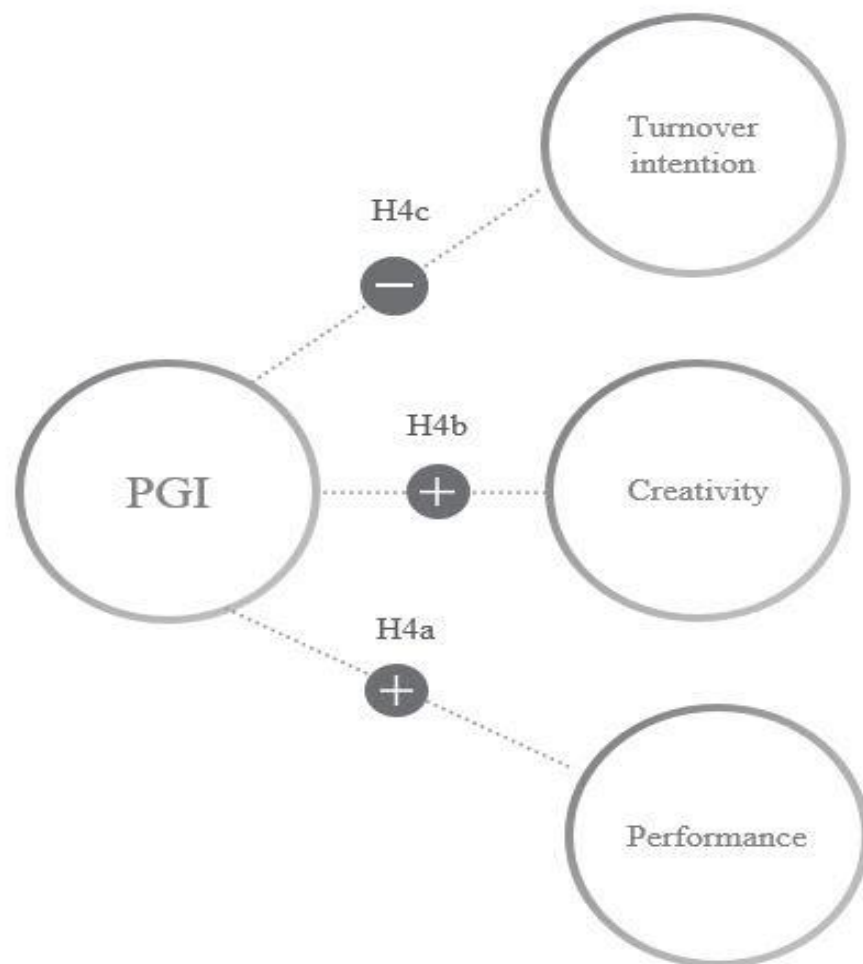 Turnover
intention
H4c
−
H4b
PGI
+
Creativity
H4a
+
Performance